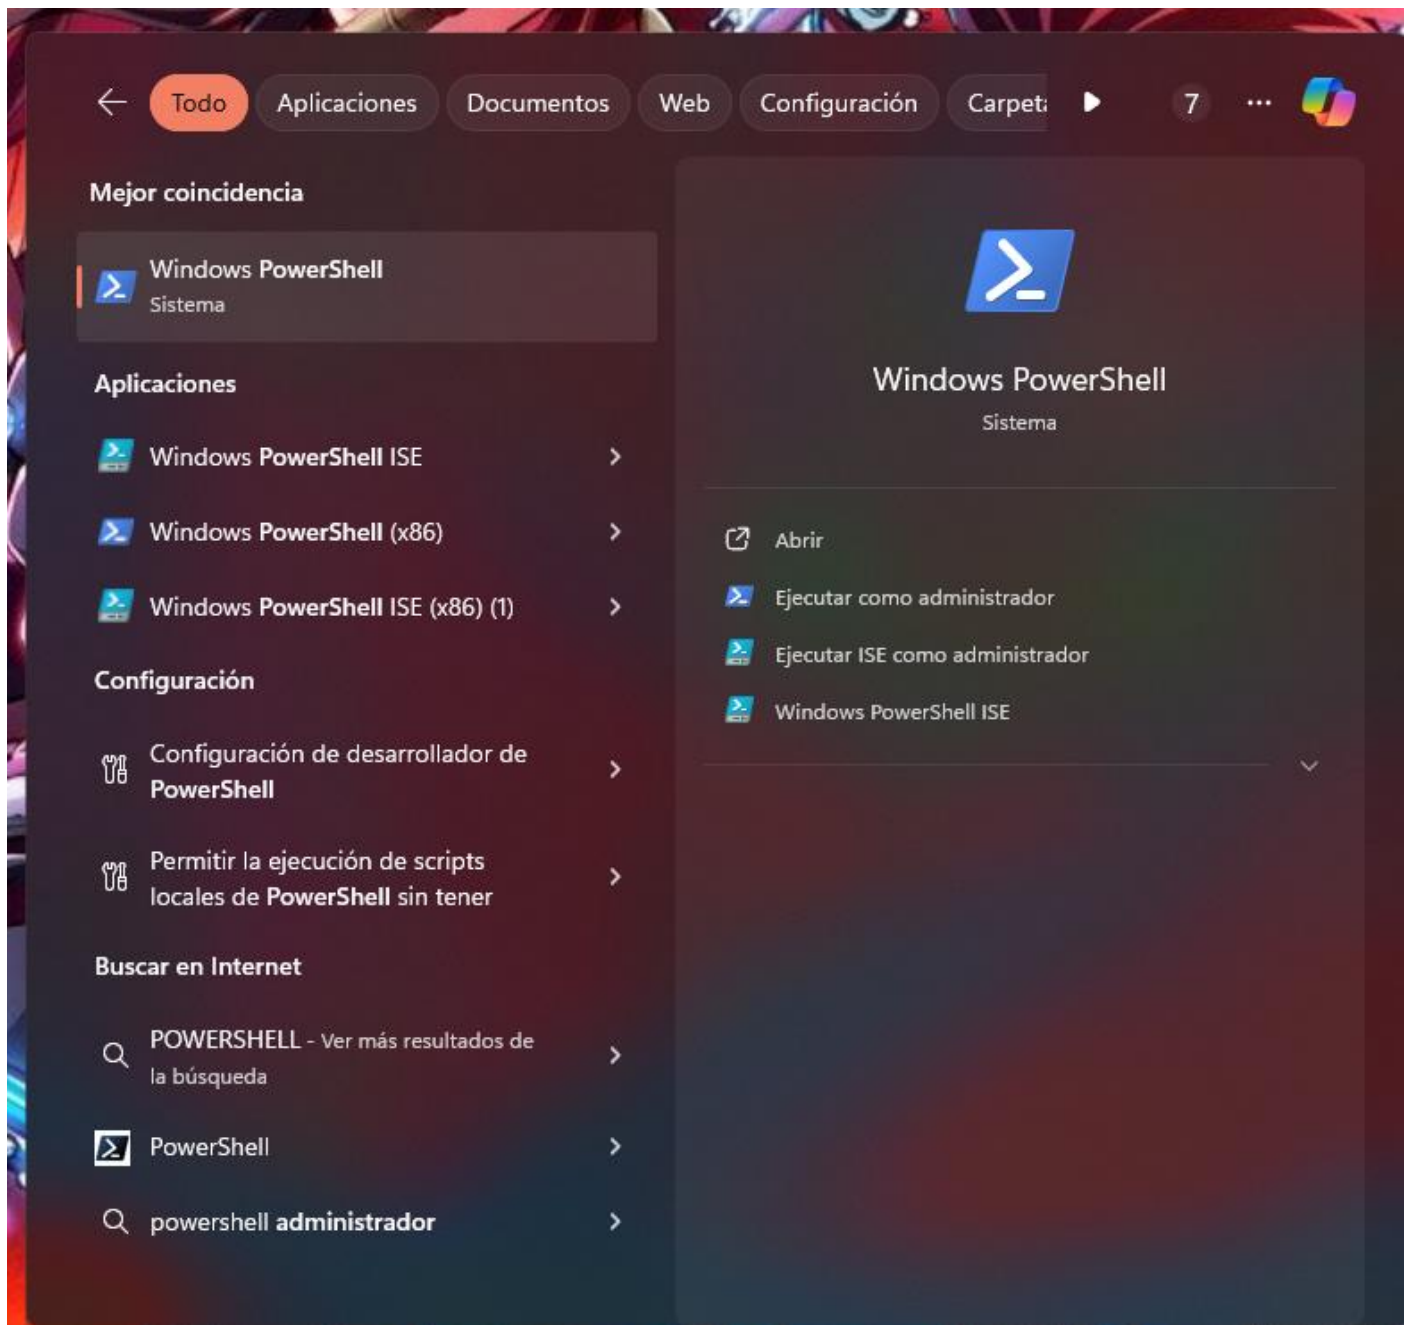 Todo Aplicaciones Documentos Web Configuración Carpeta 7 ...
Mejor coincidencia
Windows PowerShell
Sistema
Aplicaciones
Windows PowerShell ISE
Windows PowerShell (x86)
Windows PowerShell ISE (x86) (1)
Configuración
Configuración de desarrollador de
PowerShell
Permitir la ejecución de scripts
locales de PowerShell sin tener
Buscar en Internet
POWERSHELL - Ver más resultados de
la búsqueda
PowerShell
powershell administrador
Windows PowerShell
Sistema
Abrir
Ejecutar como administrador
Ejecutar ISE como administrador
Windows PowerShell ISE